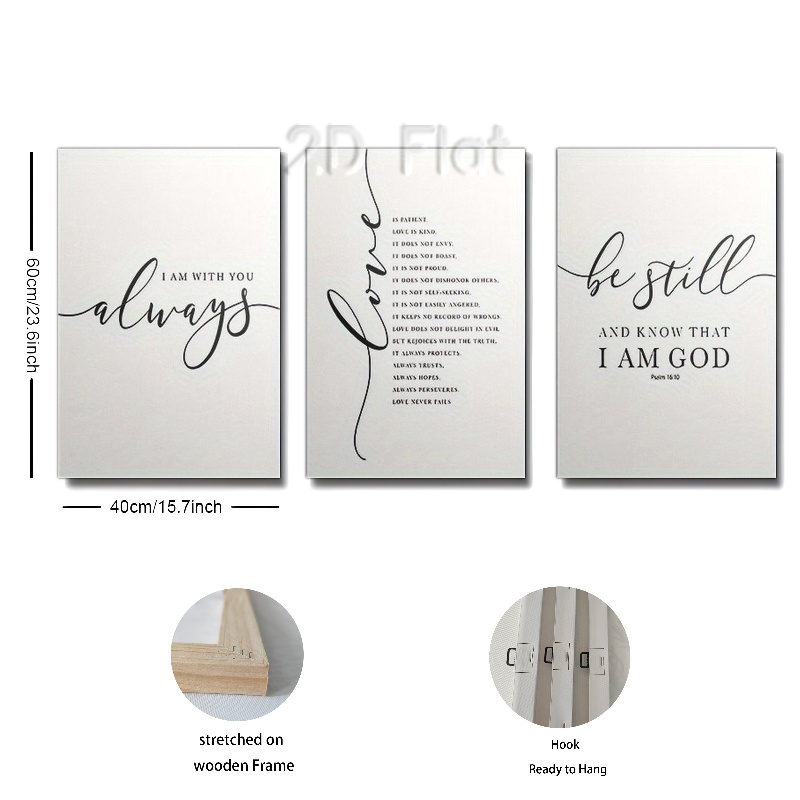 2D Flat
60cm/23.6inch
I AM WITH YOU
always
love
IS PATIENT,
LOVE IS KIND.
IT DOES NOT ENVY,
IT DOES NOT BOAST,
IT IS NOT PROUD.
IT DOES NOT DISHONOR OTHERS,
IT IS NOT SELF-SEEKING,
IT IS NOT EASILY ANGERED,
IT KEEPS NO RECORD OF WRONGS.
LOVE DOES NOT DELIGHT IN EVIL
BUT REJOICES WITH THE TRUTH.
IT ALWAYS PROTECTS,
ALWAYS TRUSTS,
ALWAYS HOPES,
ALWAYS PERSEVERES.
LOVE NEVER FAILS
be still
AND KNOW THAT
I AM GOD
Psalm 16:10
40cm/15.7inch
stretched on
wooden Frame
Hook
Ready to Hang